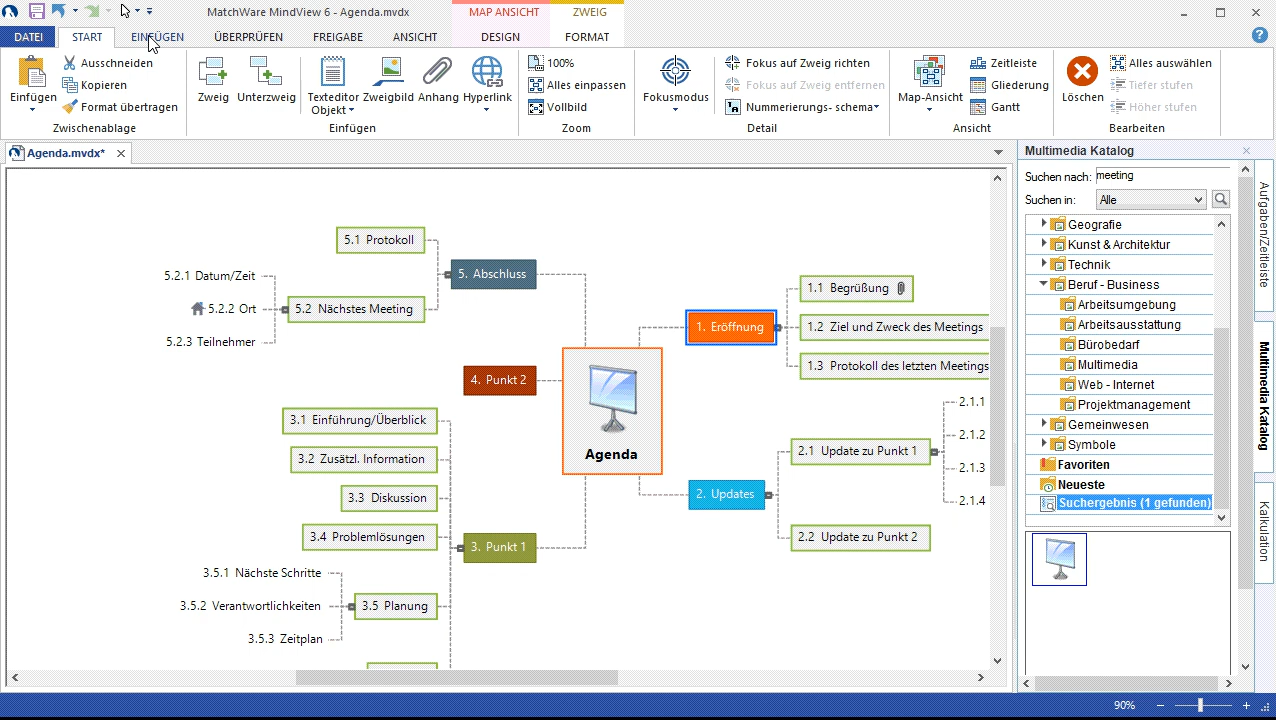 MatchWare MindView 6 - Agenda.mvdx
MAP ANSICHT
ZWEIG
DATEI
START
EINFÜGEN
ÜBERPRÜFEN
FREIGABE
ANSICHT
DESIGN
FORMAT
Einfügen
Ausschneiden
Kopieren
Format übertragen
Zwischenablage
Zweig
Unterzweig
Texteditor Objekt
Zweigbild
Anhang
Hyperlink
Einfügen
100%
Alles einpassen
Vollbild
Zoom
Fokusmodus
Fokus auf Zweig richten
Fokus auf Zweig entfernen
Nummerierungs- schema
Detail
Map-Ansicht
Zeitleiste
Gliederung
Gantt
Ansicht
Löschen
Alles auswählen
Tiefer stufen
Höher stufen
Bearbeiten
Agenda.mvdx*
5.1 Protokoll
5.2.1 Datum/Zeit
5.2.2 Ort
5.2.3 Teilnehmer
5.2 Nächstes Meeting
5. Abschluss
4. Punkt 2
3.1 Einführung/Überblick
3.2 Zusätzl. Information
3.3 Diskussion
3.4 Problemlösungen
3.5.1 Nächste Schritte
3.5.2 Verantwortlichkeiten
3.5.3 Zeitplan
3.5 Planung
3. Punkt 1
Agenda
1. Eröffnung
1.1 Begrüßung
1.2 Ziel und Zweck des Meetings
1.3 Protokoll des letzten Meetings
2. Updates
2.1 Update zu Punkt 1
2.1.1
2.1.2
2.1.3
2.1.4
2.2 Update zu Punkt 2
Multimedia Katalog
Suchen nach: meeting
Suchen in: Alle
Geografie
Kunst & Architektur
Technik
Beruf - Business
Arbeitsumgebung
Arbeitsausstattung
Bürobedarf
Multimedia
Web - Internet
Projektmanagement
Gemeinwesen
Symbole
Favoriten
Neueste
Suchergebnis (1 gefunden)
Aufgaben/Zeitleiste
Multimedia Katalog
Kalkulation
90%